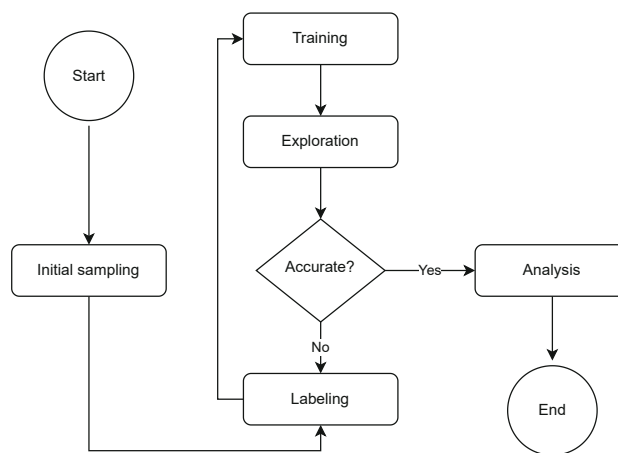 Training
Start
Exploration
Initial sampling
Accurate?
Yes
Analysis
No
Labeling
End